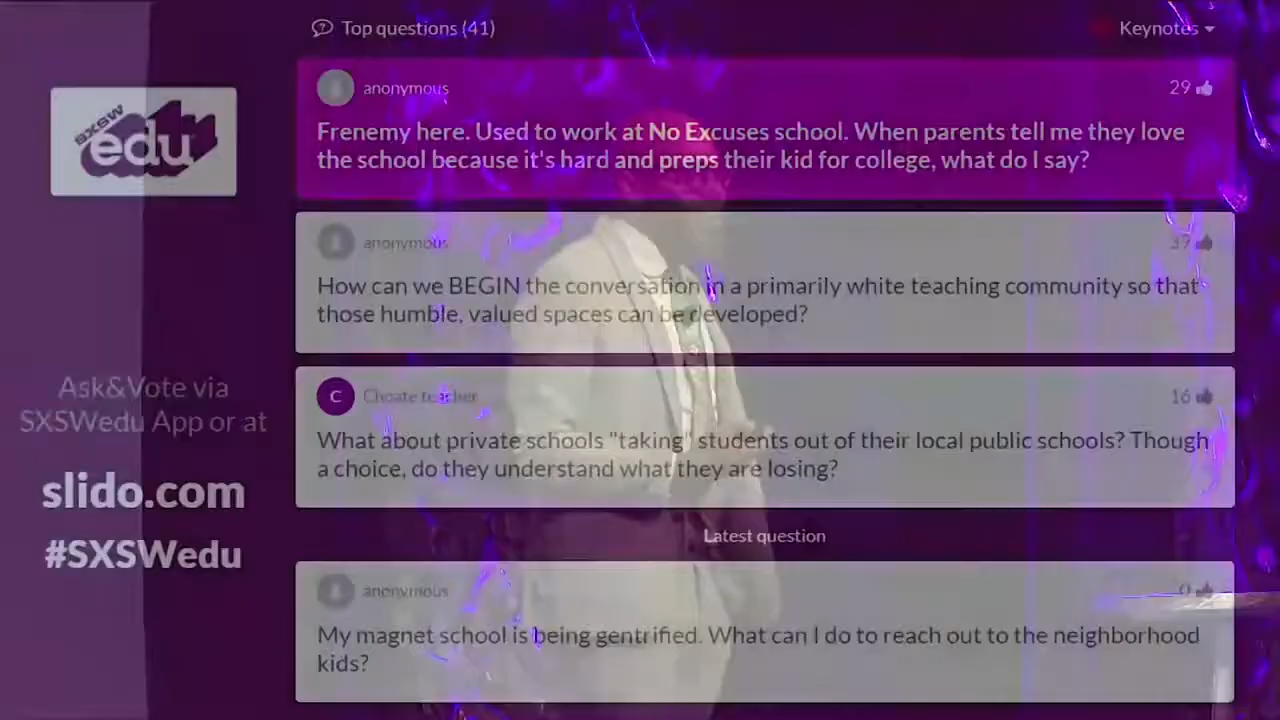 Top questions (41)
Keynotes
SXSW
edu
anonymous
29
Frenemy here. Used to work at No Excuses school. When parents tell me they love
the school because it's hard and preps their kid for college, what do I say?
anonymous
37
How can we BEGIN the conversation in a primarily white teaching community so that
those humble, valued spaces can be developed?
C
Choate teacher
16
What about private schools "taking" students out of their local public schools? Though
a choice, do they understand what they are losing?
Ask&Vote via
SXSWedu App or at
slido.com
#SXSWedu
Latest question
anonymous
0
My magnet school is being gentrified. What can I do to reach out to the neighborhood
kids?